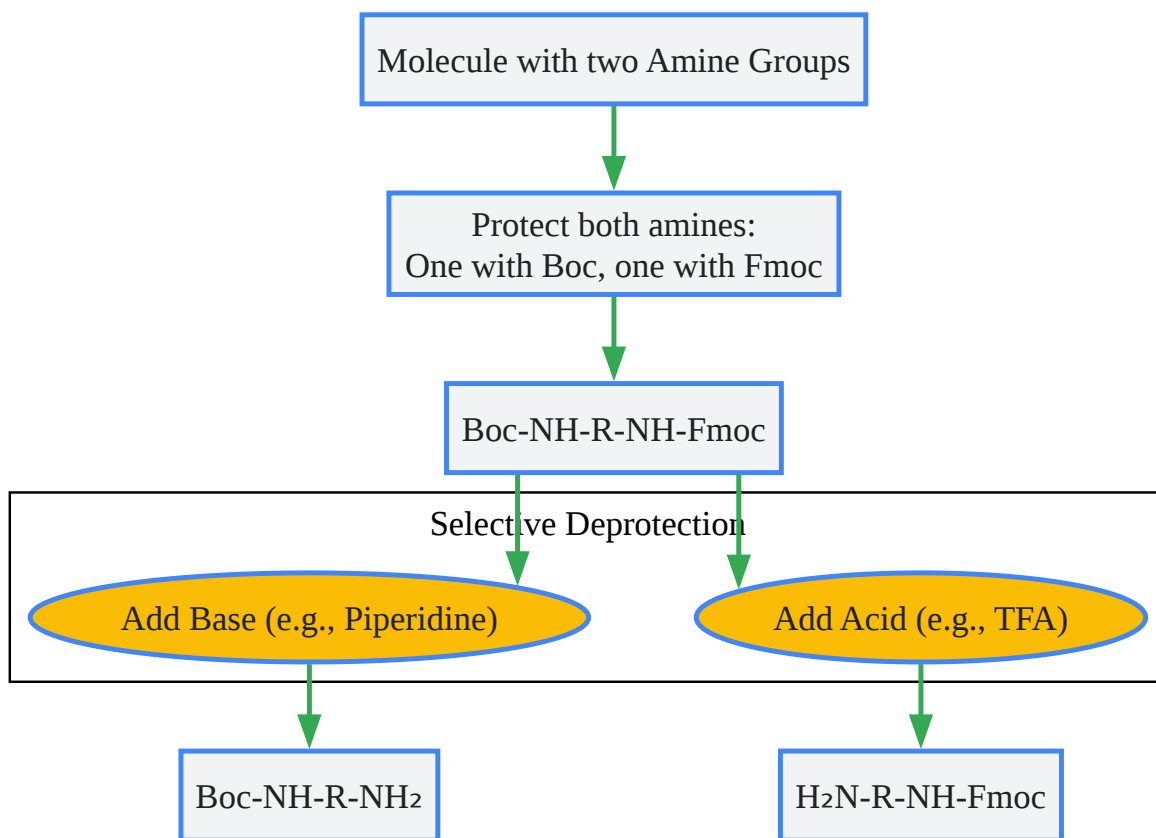 Molecule with two Amine Groups
Protect both amines:
One with Boc, one with Fmoc
Boc-NH-R-NH-Fmoc
Selective Deprotection
Add Base (e.g., Piperidine)
Add Acid (e.g., TFA)
Boc-NH-R-NH₂
H₂N-R-NH-Fmoc